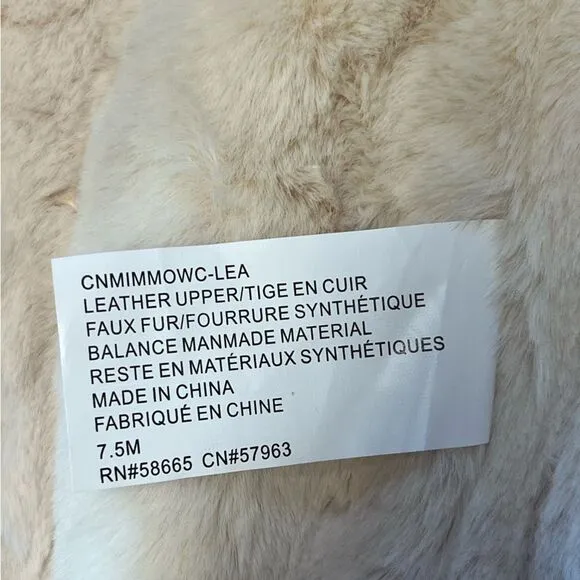 CNMIMMOWC-LEA
LEATHER UPPER/TIGE EN CUIR
FAUX FUR/FOURRURE SYNTHÉTIQUE
BALANCE MANMADE MATERIAL
RESTE EN MATÉRIAUX SYNTHÉTIQUES
MADE IN CHINA
FABRIQUÉ EN CHINE
7.5M
RN#58665 CN#57963